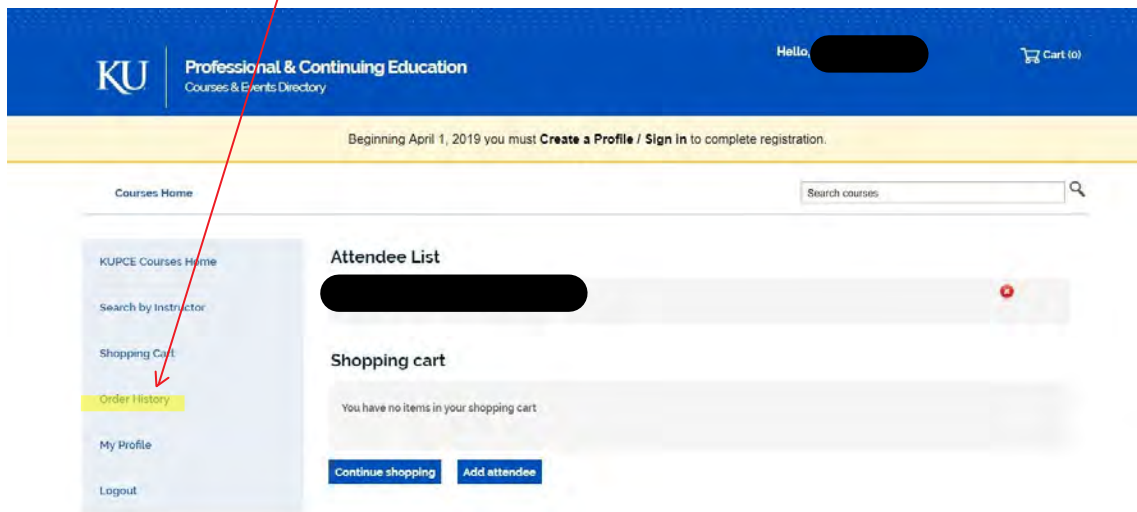 KU
Professional & Continuing Education
Courses & Events Directory
Hello,
Cart (0)
Beginning April 1, 2019 you must Create a Profile / Sign in to complete registration.
Courses Home
Search courses
KUPCE Courses Home
Search by Instructor
Shopping Cart
Order History
My Profile
Logout
Attendee List
Shopping cart
You have no items in your shopping cart
Continue shopping
Add attendee